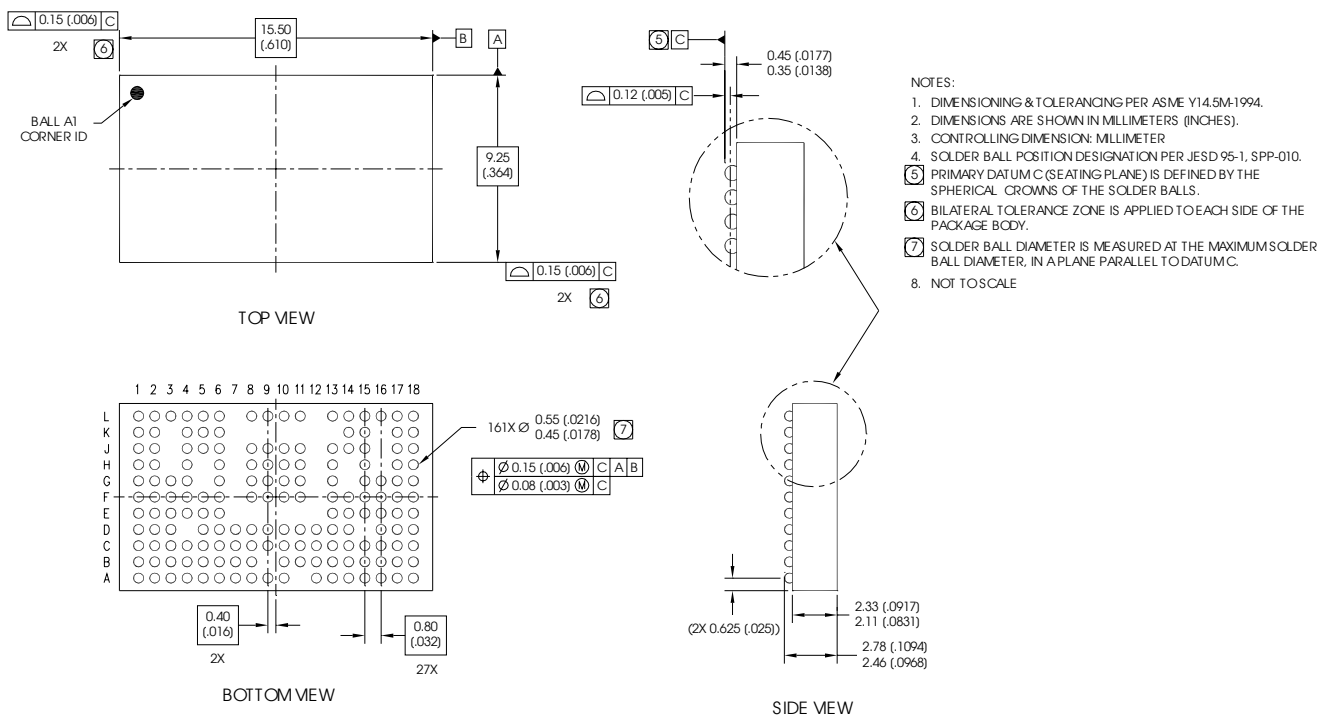 0.15 (.006) C
2X 6
15.50
(.610)
B
A
BALL A1
CORNER ID
9.25
(.364)
0.15 (.006) C
2X 6
TOP VIEW
5 C
0.45 (.0177)
0.35 (.0138)
0.12 (.005) C
NOTES:
1. DIMENSIONING & TOLERANCING PER ASME Y14.5M-1994.
2. DIMENSIONS ARE SHOWN IN MILLIMETERS (INCHES).
3. CONTROLLING DIMENSION: MILLIMETER
4. SOLDER BALL POSITION DESIGNATION PER JESD 95-1, SPP-010.
5 PRIMARY DATUM C (SEATING PLANE) IS DEFINED BY THE
SPHERICAL CROWNS OF THE SOLDER BALLS.
6 BILATERAL TOLERANCE ZONE IS APPLIED TO EACH SIDE OF THE
PACKAGE BODY.
7 SOLDER BALL DIAMETER IS MEASURED AT THE MAXIMUM SOLDER
BALL DIAMETER, IN A PLANE PARALLEL TO DATUM C.
8. NOT TO SCALE
1 2 3 4 5 6 7 8 9 10 11 12 13 14 15 16 17 18
L
K
J
H
G
F
E
D
C
B
A
161X Ø 0.55 (.0216)
0.45 (.0178) 7
Ø 0.15 (.006) Ⓜ C A B
Ø 0.08 (.003) Ⓜ C
0.40
(.016)
2X
0.80
(.032)
27X
BOTTOM VIEW
(2X 0.625 (.025))
2.33 (.0917)
2.11 (.0831)
2.78 (.1094)
2.46 (.0968)
SIDE VIEW